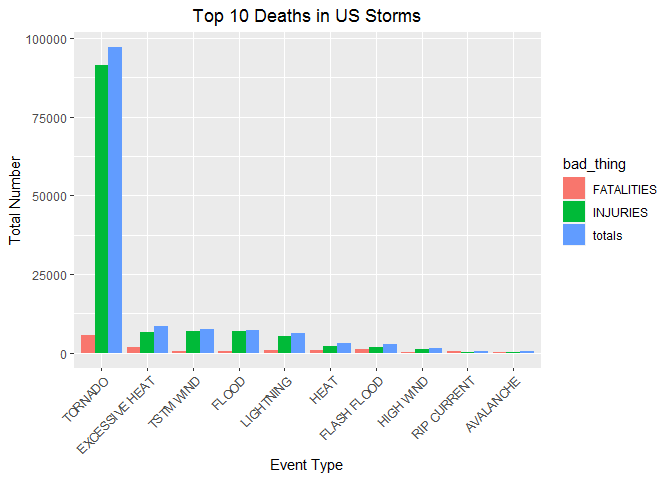 Top 10 Deaths in US Storms
100000
75000
50000
25000
0
Total Number
TORNADO
EXCESSIVE HEAT
TSTM WIND
FLOOD
LIGHTNING
HEAT
FLASH FLOOD
HIGH WIND
RIP CURRENT
AVALANCHE
Event Type
bad_thing
FATALITIES
INJURIES
totals